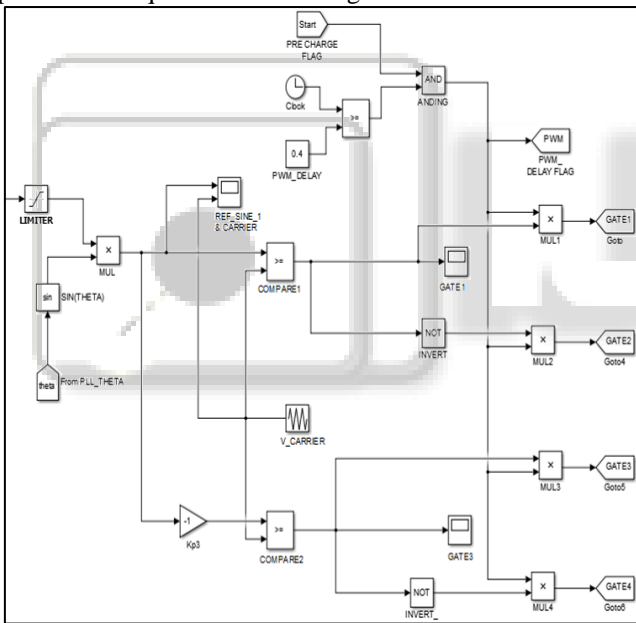 Start
PRE CHARGE
FLAG
AND
ANDING
Clock
>=
0.4
PWM_DELAY
PWM
PWM_
DELAY FLAG
LIMITER
REF_SINE_1
& CARRIER
×
MUL
×
MUL1
GATE1
Goto
>=
COMPARE1
GATE1
sin
SIN(THETA)
NOT
INVERT
×
MUL2
GATE2
Goto4
theta
From PLL_THETA
V_CARRIER
×
MUL3
GATE3
Goto5
-1
Kp3
>=
COMPARE2
GATE3
NOT
INVERT_
×
MUL4
GATE4
Goto6